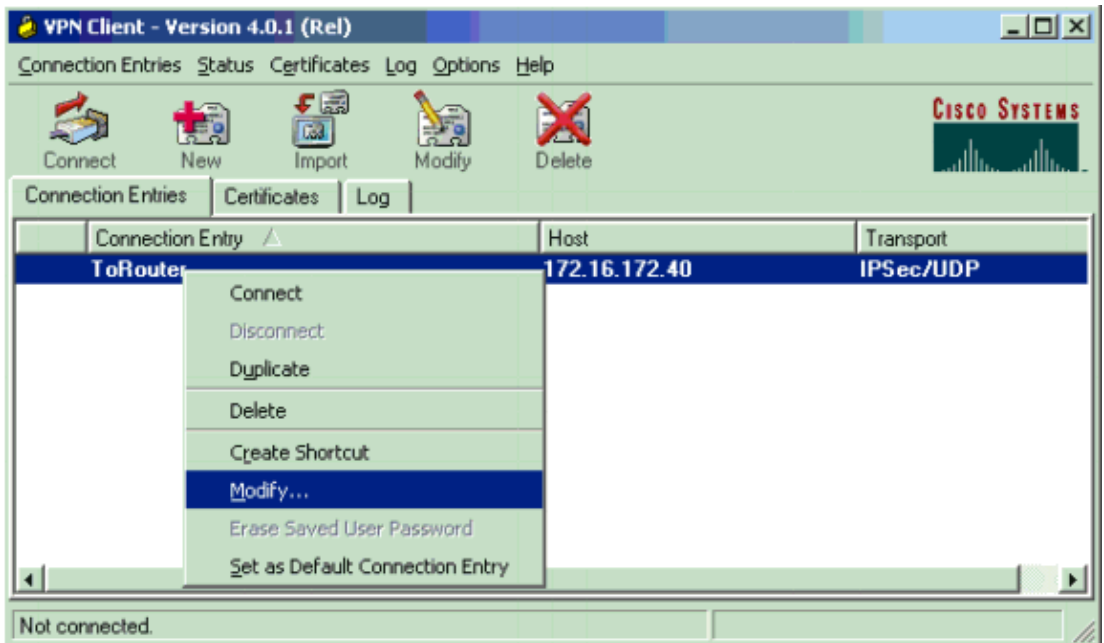 VPN Client - Version 4.0.1 (Rel)
Connection Entries Status Certificates Log Options Help
CISCO SYSTEMS
Connect New Import Modify Delete
Connection Entries Certificates Log
Connection Entry Host Transport
ToRouter 172.16.172.40 IPSec/UDP
Connect
Disconnect
Duplicate
Delete
Create Shortcut
Modify...
Erase Saved User Password
Set as Default Connection Entry
Not connected.